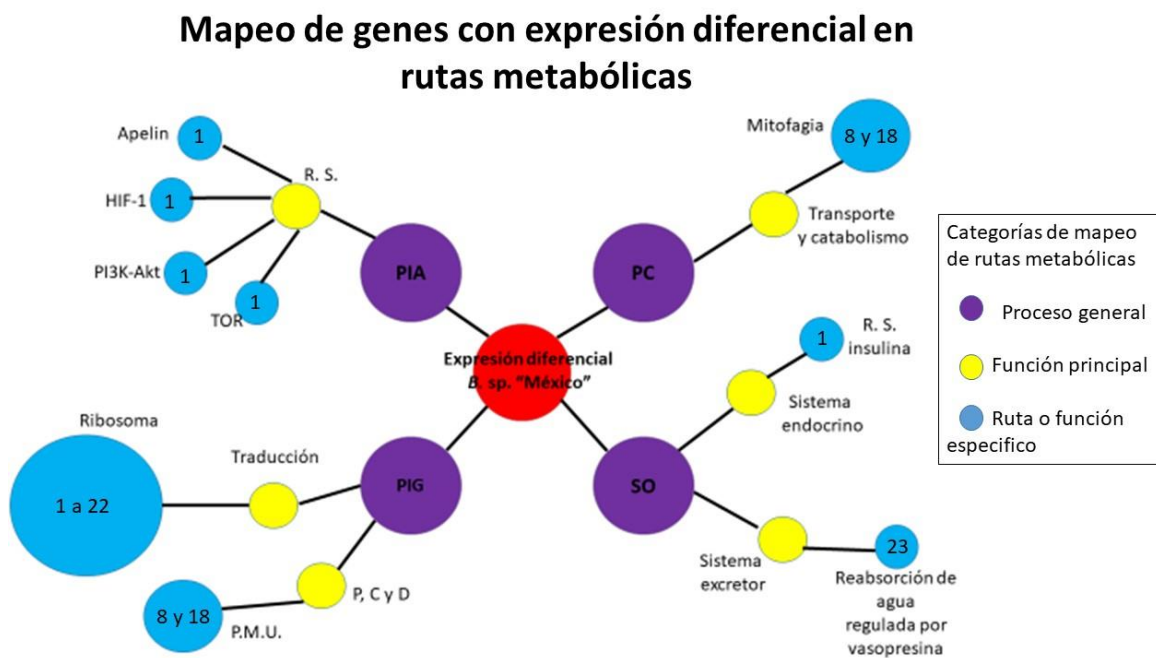 Mapeo de genes con expresión diferencial en
rutas metabólicas
Apelin
1
R. S.
HIF-1
1
PI3K-Akt
1
TOR
1
PIA
Mitofagia
8 y 18
Transporte
y catabolismo
PC
Expresión diferencial
B. sp. "México"
Ribosoma
1 a 22
Traducción
PIG
8 y 18
P.M.U.
P, C y D
SO
1
R. S.
insulina
Sistema
endocrino
Sistema
excretor
23
Reabsorción de
agua
regulada por
vasopresina
Categorías de mapeo
de rutas metabólicas
Proceso general
Función principal
Ruta o función
especifico